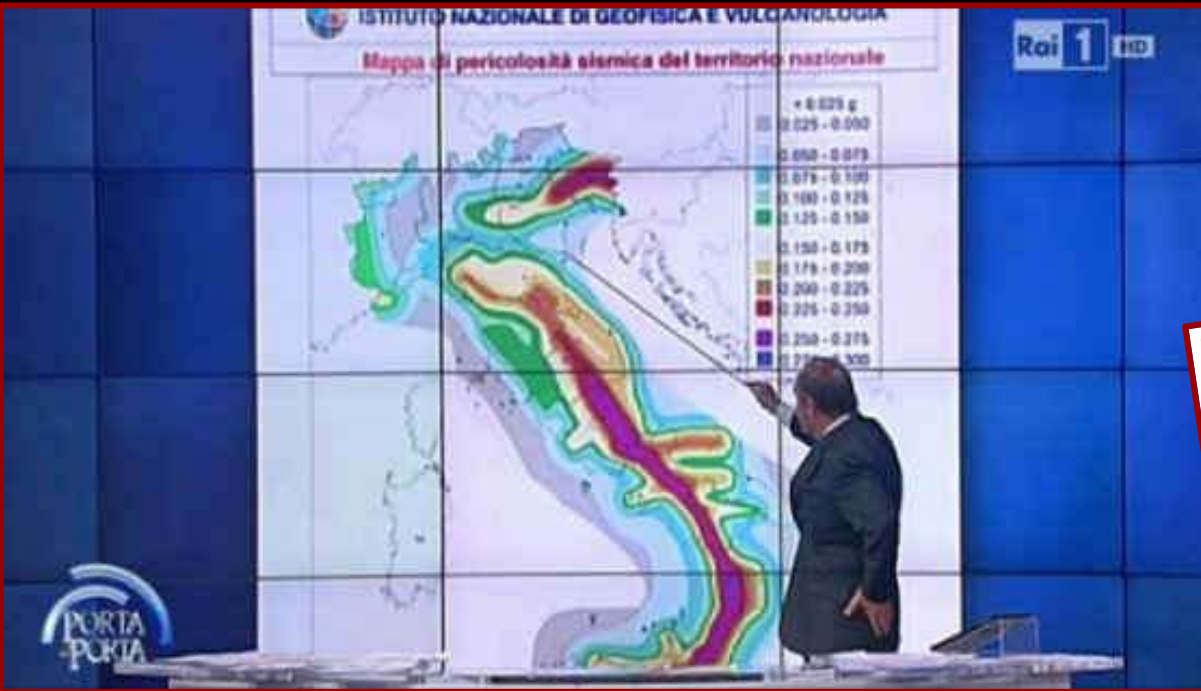 ISTITUTO NAZIONALE DI GEOFISICA E VULCANOLOGIA
Mappa di pericolosità sismica del territorio nazionale
Rai 1 HD
< 0.025 g
0.025 - 0.050
0.050 - 0.075
0.075 - 0.100
0.100 - 0.125
0.125 - 0.150
0.150 - 0.175
0.175 - 0.200
0.200 - 0.225
0.225 - 0.250
0.250 - 0.275
0.300
PORTA
a PORTA